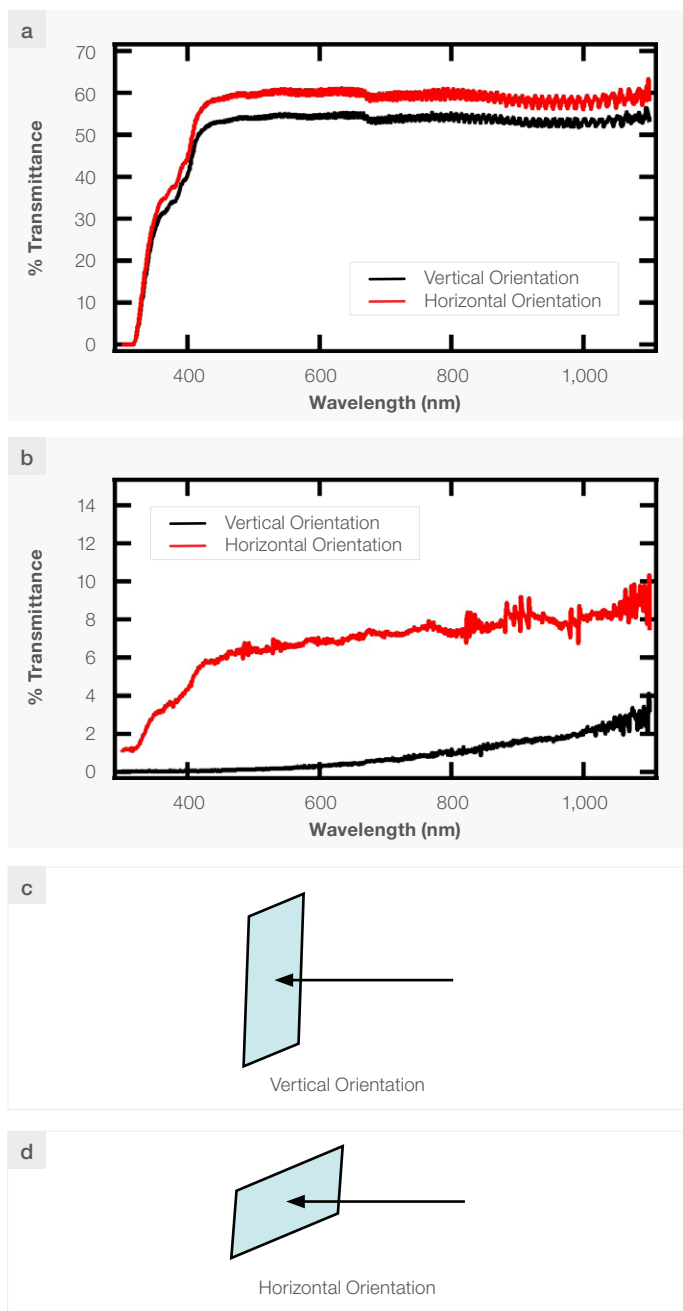 a
70
60
50
40
30
20
10
0
% Transmittance
Vertical Orientation
Horizontal Orientation
400 600 800 1,000
Wavelength (nm)
b
14
12
10
8
6
4
2
0
% Transmittance
Vertical Orientation
Horizontal Orientation
400 600 800 1,000
Wavelength (nm)
c
Vertical Orientation
d
Horizontal Orientation